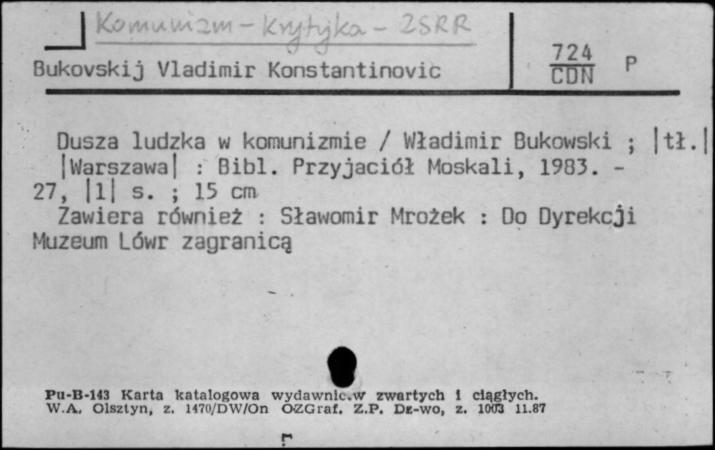 Komunizm - krytyka - ZSRR
Bukovskij Vladimir Konstantinovic
724
CDN
P
Dusza ludzka w komunizmie / Władimir Bukowski ; |tł.|
|Warszawa| : Bibl. Przyjaciół Moskali, 1983. -
27, |1| s. ; 15 cm
Zawiera również : Sławomir Mrożek : Do Dyrekcji
Muzeum Lówr zagranicą
Pu-B-143 Karta katalogowa wydawnic.w zwartych i ciągłych.
W.A. Olsztyn, z. 1470/DW/On OZGraf. Z.P. Dz-wo, z. 1003 11.87